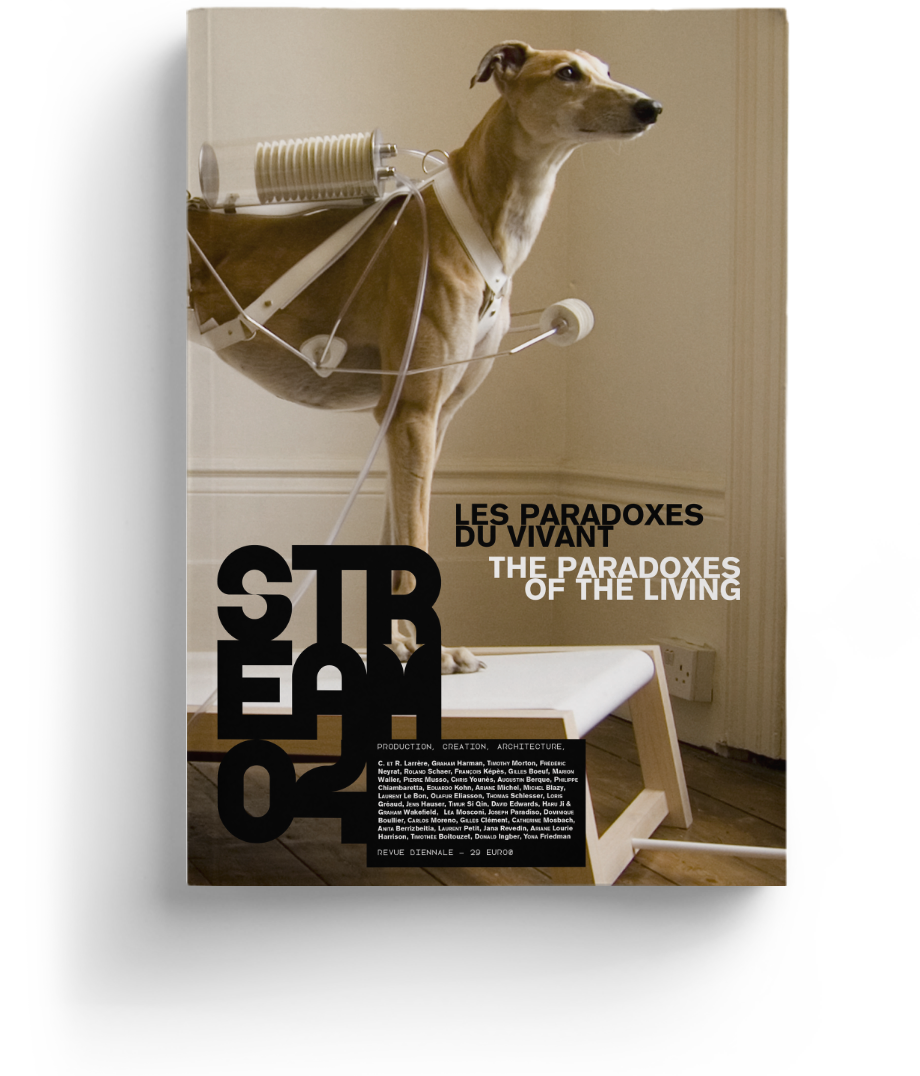 LES PARADOXES
DU VIVANT
THE PARADOXES
OF THE LIVING
STR
EAM
04
PRODUCTION, CREATION, ARCHITECTURE,
C. ET R. LARRÈRE, GRAHAM HARMAN, TIMOTHY MORTON, FRÉDÉRIC
NEYRAT, ROLAND SCHAER, FRANÇOIS KÉPÈS, GILLES BOEUF, MARION
WALLER, PIERRE MUSSO, CHRIS YOUNÈS, AUGUSTIN BERQUE, PHILIPPE
CHIAMBARETTA, EDUARDO KOHN, ARIANE MICHEL, MICHEL BLAZY,
LAURENT LE BON, OLAFUR ELIASSON, THOMAS SCHLESSER, LORIS
GRÉAUD, JENS HAUSER, TIMUR SI QIN, DAVID EDWARDS, HARU JI &
GRAHAM WAKEFIELD, LÉA MOSCONI, JOSEPH PARADISO, DOMINIQUE
BOULLIER, CARLOS MORENO, GILLES CLÉMENT, CATHERINE MOSBACH,
ANITA BERRIZBEITIA, LAURENT PETIT, JANA REVEDIN, ARIANE LOURIE
HARRISON, TIMOTHÉE BOITOUZET, DONALD INGBER, YONA FRIEDMAN
REVUE BIENNALE – 29 EUROS